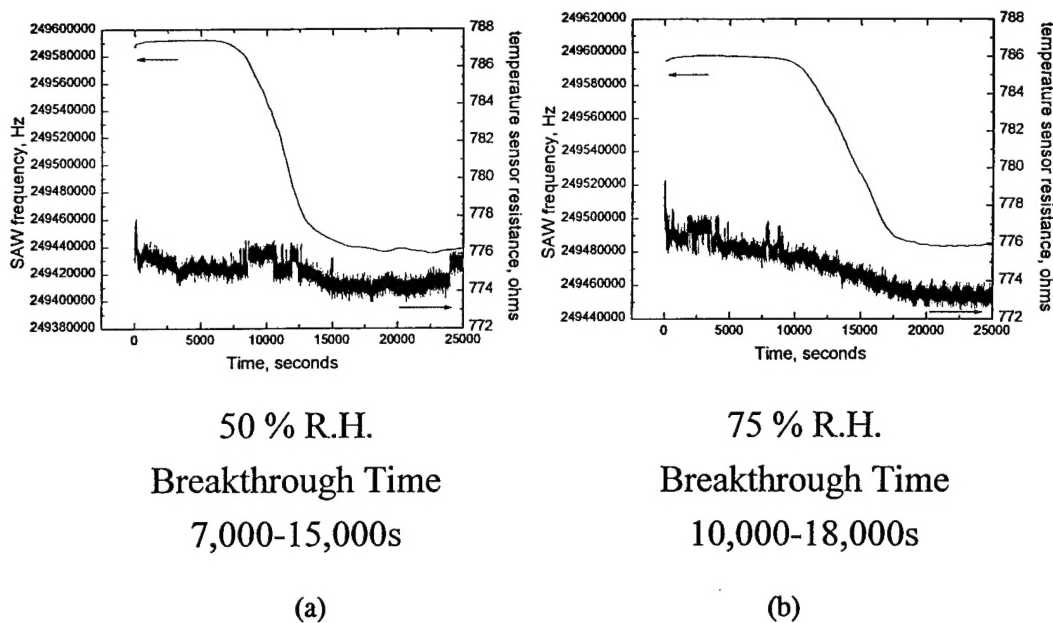 249600000
249580000
249560000
249540000
249520000
249500000
249480000
249460000
249440000
249420000
249400000
249380000
SAW frequency, Hz
788
786
784
782
780
778
776
774
772
temperature sensor resistance, ohms
0 5000 10000 15000 20000 25000
Time, seconds
50 % R.H.
Breakthrough Time
7,000-15,000s
(a)
249620000
249600000
249580000
249560000
249540000
249520000
249500000
249480000
249460000
249440000
SAW frequency, Hz
788
786
784
782
780
778
776
774
772
temperature sensor resistance, ohms
0 5000 10000 15000 20000 25000
Time, seconds
75 % R.H.
Breakthrough Time
10,000-18,000s
(b)